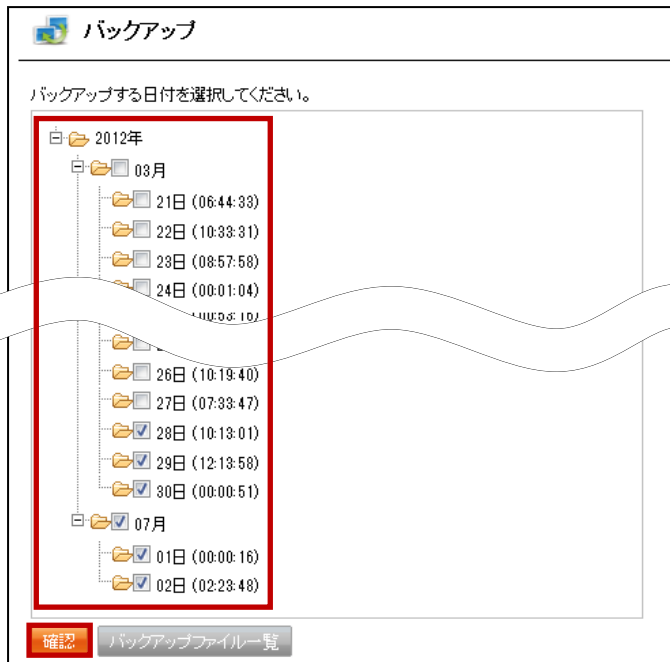 バックアップ
バックアップする日付を選択してください。
2012年
03月
21日 (06:44:33)
22日 (10:33:31)
23日 (08:57:58)
24日 (00:01:04)
26日 (10:19:40)
27日 (07:33:47)
28日 (10:13:01)
29日 (12:13:58)
30日 (00:00:51)
07月
01日 (00:00:16)
02日 (02:23:48)
確認 バックアップファイル一覧